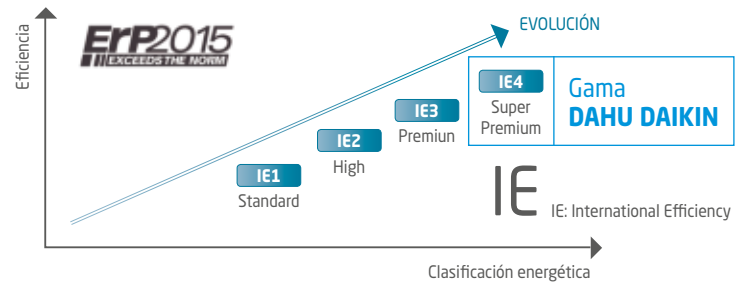 Eficiencia
ErP2015
EXCEEDS THE NORM
EVOLUCIÓN
IE1
Standard
IE2
High
IE3
Premiun
IE4
Super
Premium
Gama
DAHU DAIKIN
IE
IE: International Efficiency
Clasificación energética